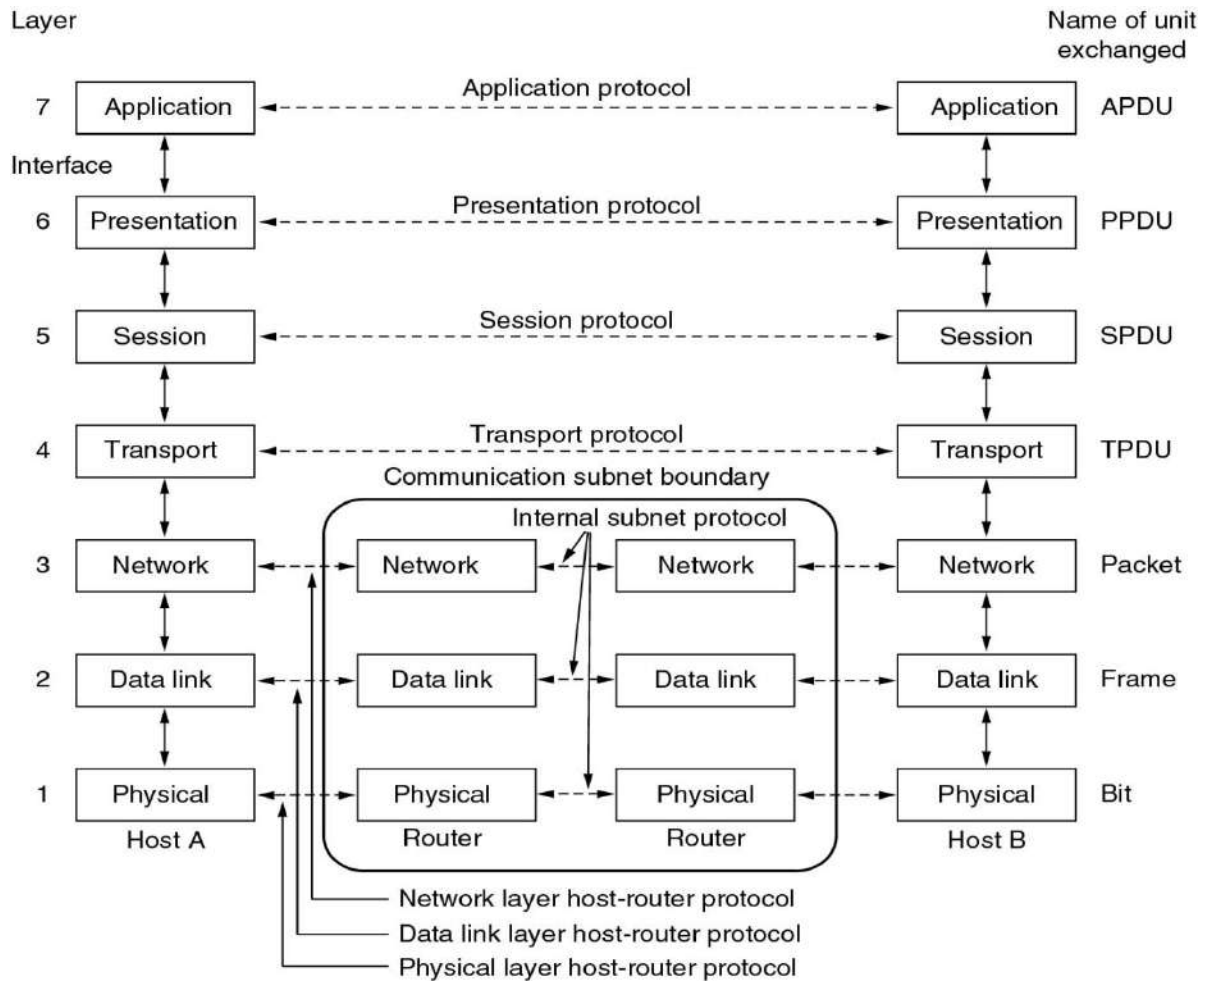 Layer
Name of unit
exchanged
7 Application Application protocol Application APDU
Interface
6 Presentation Presentation protocol Presentation PPDU
5 Session Session protocol Session SPDU
4 Transport Transport protocol Transport TPDU
Communication subnet boundary
Internal subnet protocol
3 Network Network Network Network Packet
2 Data link Data link Data link Data link Frame
1 Physical Physical Physical Physical Bit
Host A Router Router Host B
Network layer host-router protocol
Data link layer host-router protocol
Physical layer host-router protocol